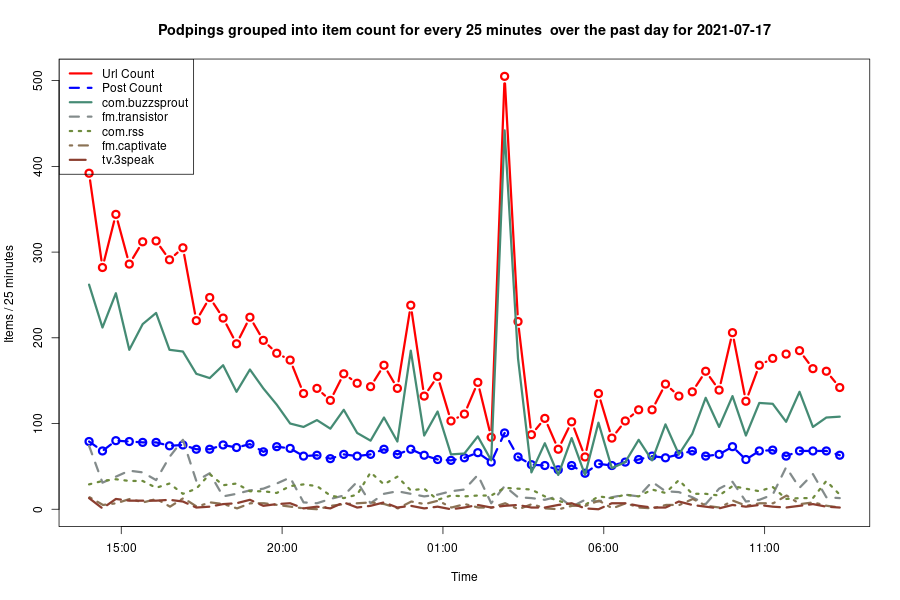 Podpings grouped into item count for every 25 minutes  over the past day for 2021-07-17
Url Count
Post Count
com.buzzsprout
fm.transistor
com.rss
fm.captivate
tv.3speak
Items / 25 minutes
500
400
300
200
100
0
15:00 20:00 01:00 06:00 11:00
Time